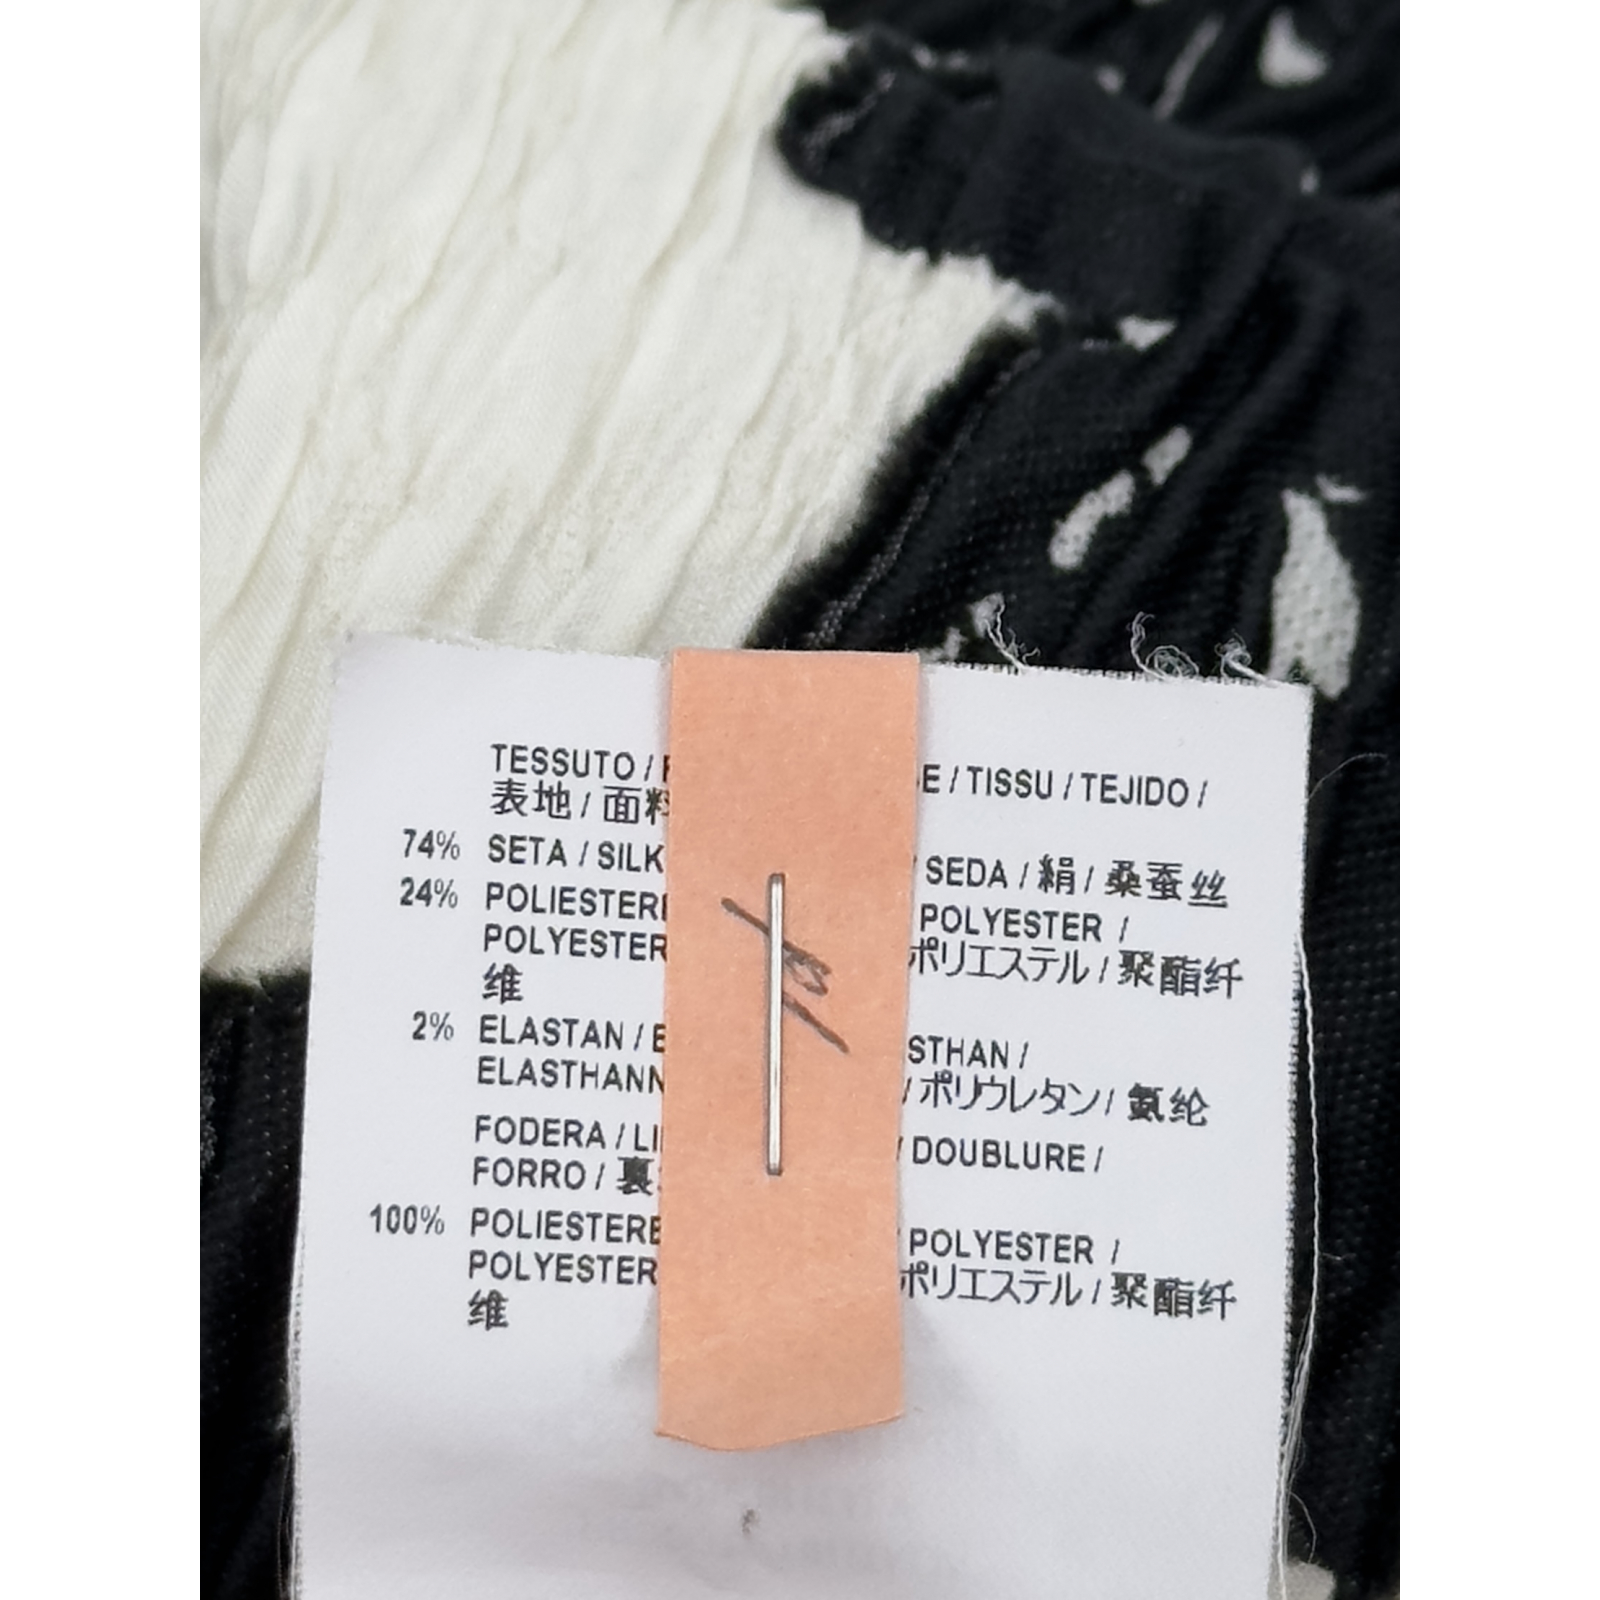 TESSUTO / E / TISSU / TEJIDO /
表地 / 面料
74% SETA / SILK / SEDA / 絹 / 桑蚕丝
24% POLIESTERE POLYESTER /
POLYESTER ポリエステル / 聚酯纤
维
2% ELASTAN / E STHAN /
ELASTHANN / ポリウレタン / 氨纶
FODERA / LI / DOUBLURE /
FORRO / 裏
100% POLIESTERE / POLYESTER /
POLYESTER ポリエステル / 聚酯纤
维